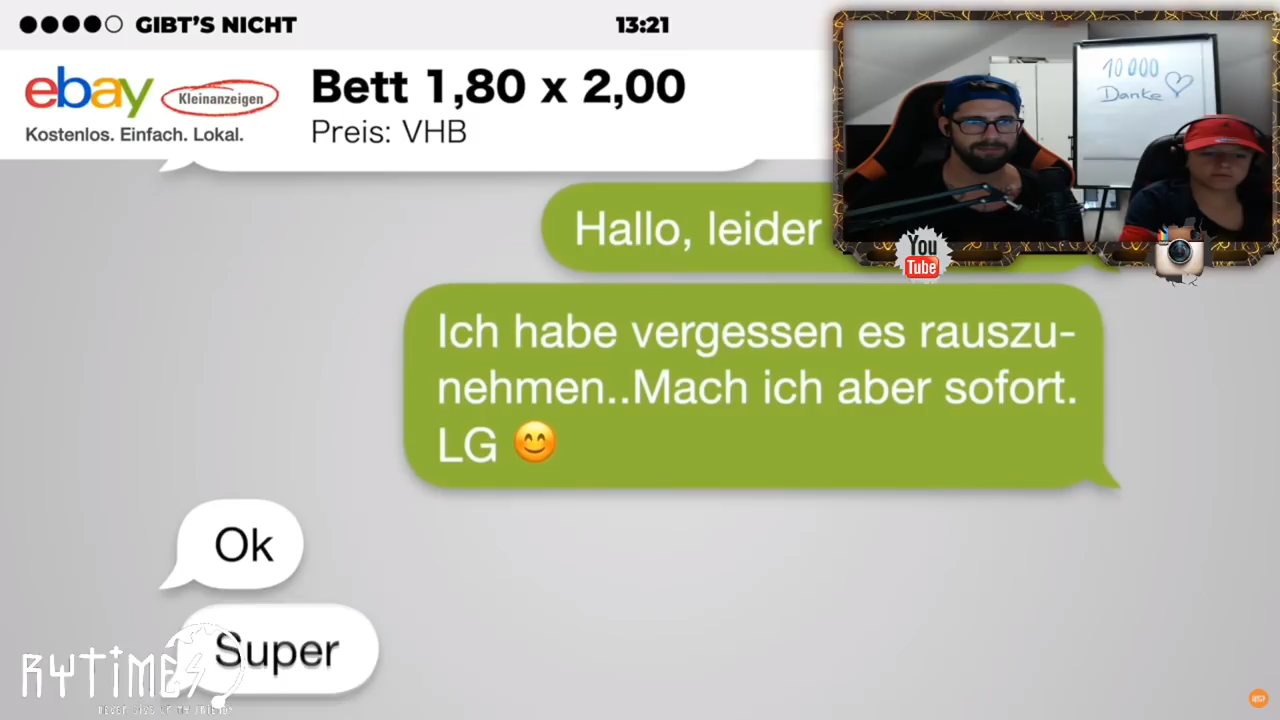 GIBT'S NICHT
13:21
ebay Kleinanzeigen
Kostenlos. Einfach. Lokal.
Bett 1,80 x 2,00
Preis: VHB
10 000
Danke
You
Tube
Hallo, leider
Ich habe vergessen es rauszu-
nehmen..Mach ich aber sofort.
LG 😊
Ok
Super
RYTIMES